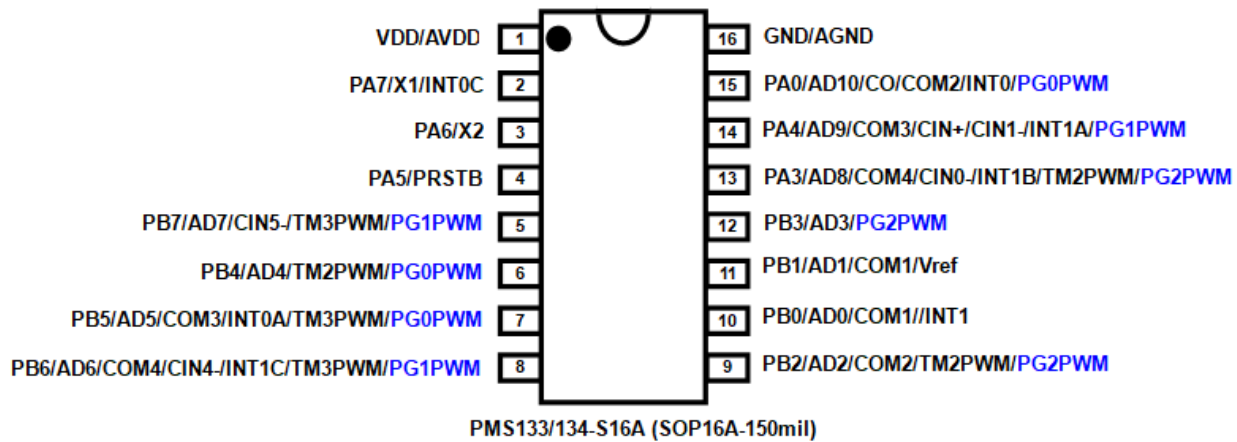 VDD/AVDD 1 16 GND/AGND
PA7/X1/INT0C 2 15 PA0/AD10/CO/COM2/INT0/PG0PWM
PA6/X2 3 14 PA4/AD9/COM3/CIN+/CIN1-/INT1A/PG1PWM
PA5/PRSTB 4 13 PA3/AD8/COM4/CIN0-/INT1B/TM2PWM/PG2PWM
PB7/AD7/CIN5-/TM3PWM/PG1PWM 5 12 PB3/AD3/PG2PWM
PB4/AD4/TM2PWM/PG0PWM 6 11 PB1/AD1/COM1/Vref
PB5/AD5/COM3/INT0A/TM3PWM/PG0PWM 7 10 PB0/AD0/COM1//INT1
PB6/AD6/COM4/CIN4-/INT1C/TM3PWM/PG1PWM 8 9 PB2/AD2/COM2/TM2PWM/PG2PWM
PMS133/134-S16A (SOP16A-150mil)